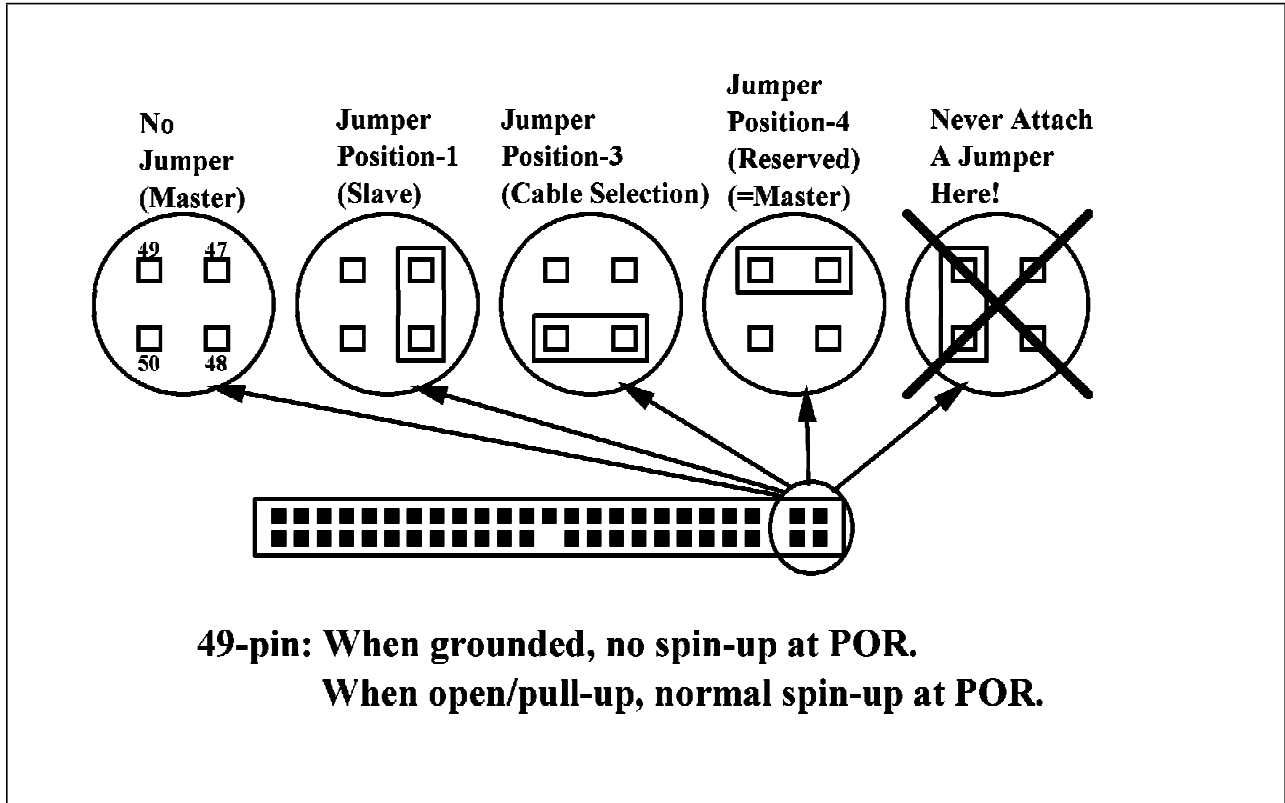 No
Jumper
(Master)
Jumper
Position-1
(Slave)
Jumper
Position-3
(Cable Selection)
Jumper
Position-4
(Reserved)
(=Master)
Never Attach
A Jumper
Here!
49 47
50 48
49-pin: When grounded, no spin-up at POR.
When open/pull-up, normal spin-up at POR.